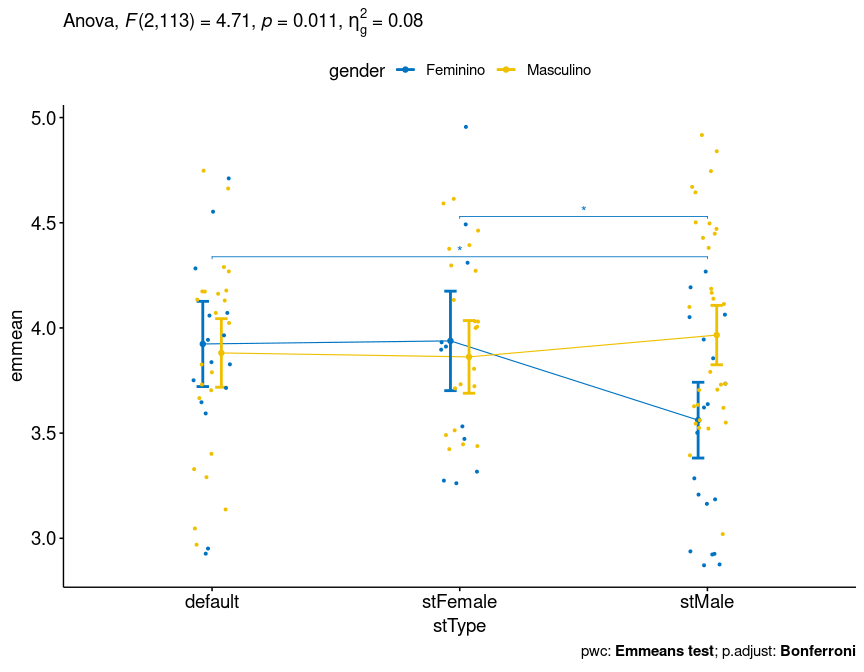 Anova, F(2,113) = 4.71, p = 0.011, η²g = 0.08
gender Feminino Masculino
5.0
4.5
4.0
3.5
3.0
emmean
*
*
default stFemale stMale
stType
pwc: Emmeans test; p.adjust: Bonferroni